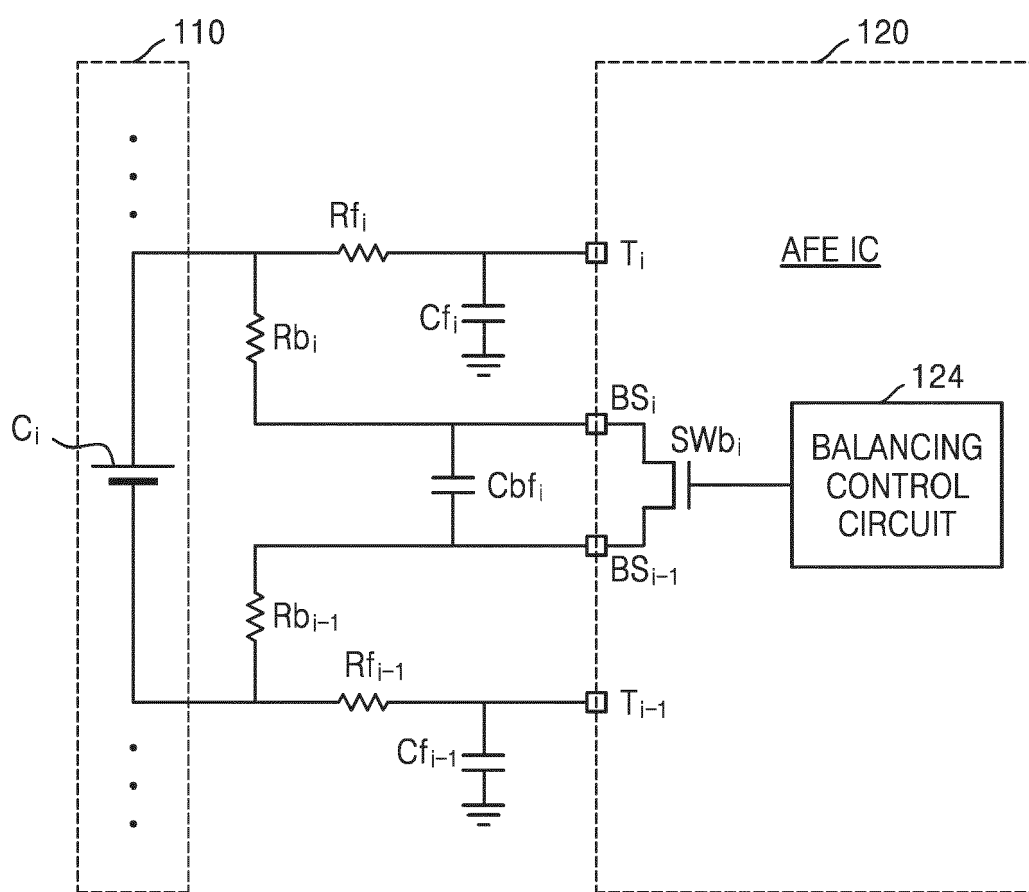 110
120
Rfᵢ
Tᵢ
AFE IC
Cfᵢ
Rbᵢ
124
BSᵢ
SWbᵢ
Cᵢ
Cbfᵢ
BALANCING
CONTROL
CIRCUIT
BSᵢ₋₁
Rbᵢ₋₁
Rfᵢ₋₁
Tᵢ₋₁
Cfᵢ₋₁